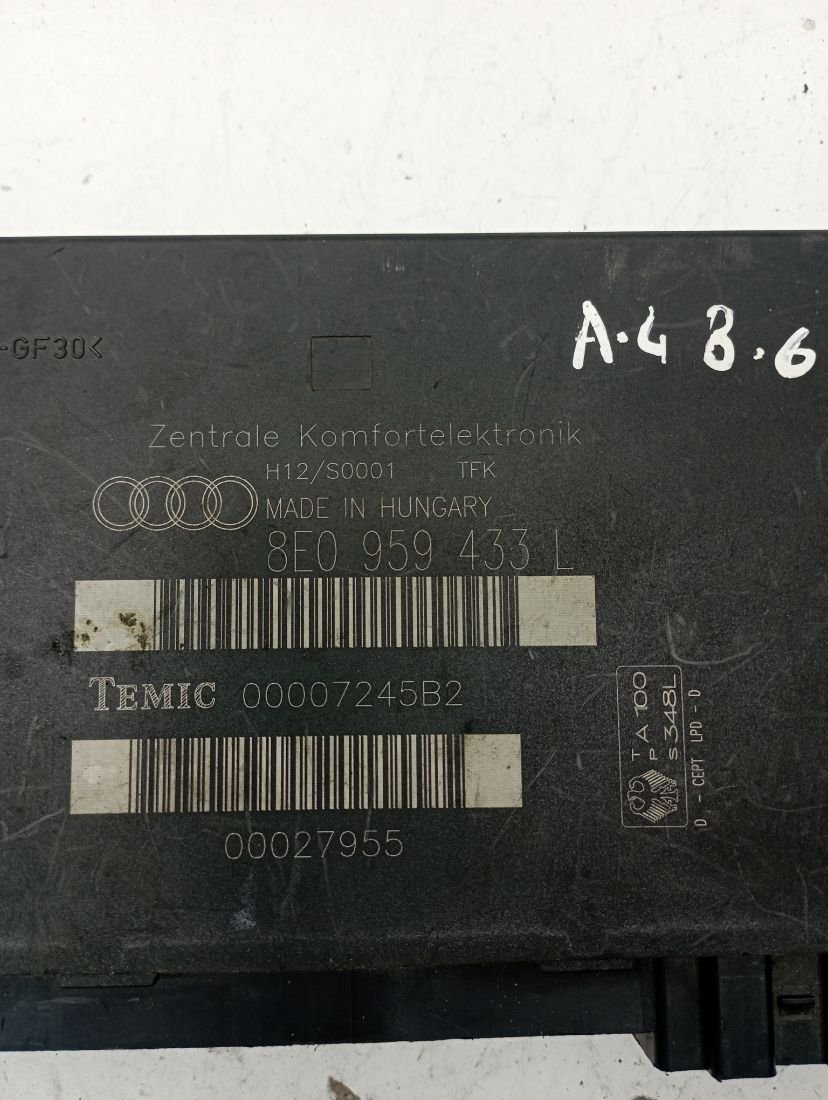 A.4 B.6
-GF30<
Zentrale Komfortelektronik
H12/S0001 TFK
MADE IN HUNGARY
8E0 959 433 L
TEMIC 00007245B2
00027955
TA 100
P S348L
D - CEPT LPD - D